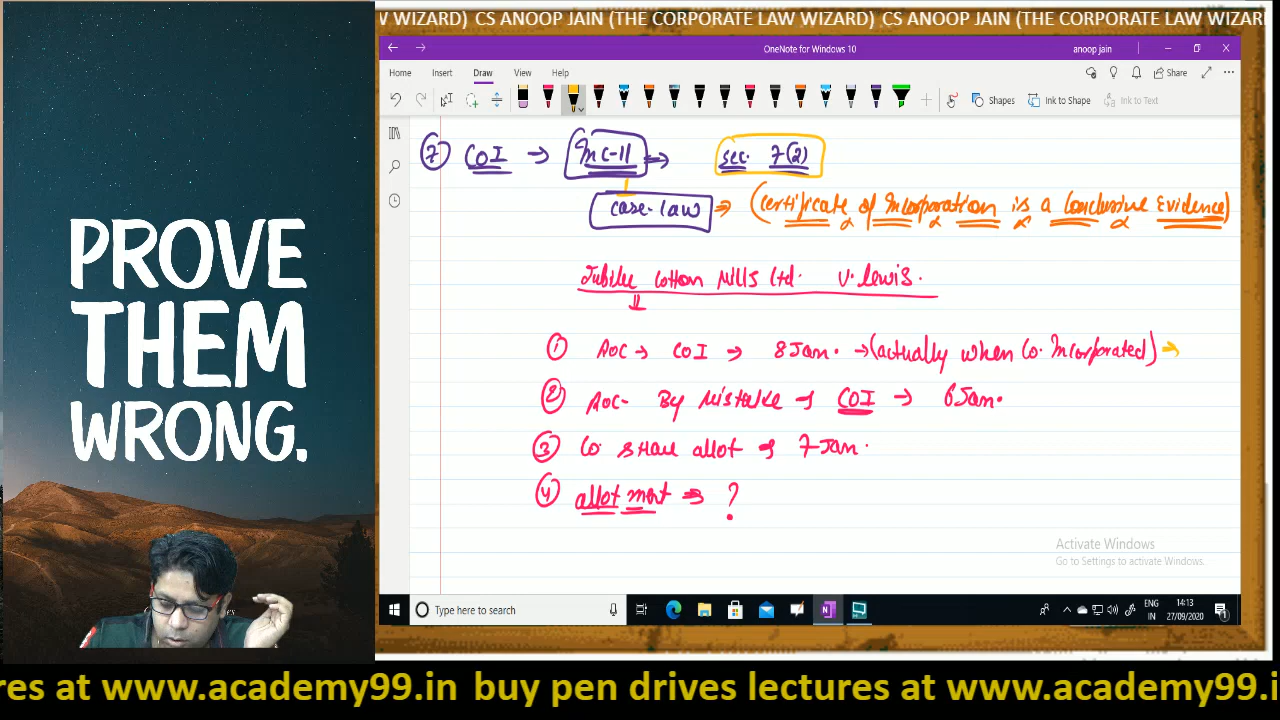 W WIZARD) CS ANOOP JAIN (THE CORPORATE LAW WIZARD) CS ANOOP JAIN (THE CORPORATE LAW WIZARI
OneNote for Windows 10
anoop jain
Home Insert Draw View Help
Share
Shapes
Ink to Shape
Ink to Text
7 COI → Inc-11 ⇒ sec. 7(2)
case-law ⇒ (certificate of Incorporation is a Conclusive Evidence)
Jubilee Cotton Mills Ltd. V. Lewis.
① ROC → COI → 8 Jan. → (actually when Co. Incorporated) →
② ROC- By Mistake → COI → 6 Jan.
③ Co share allot → 7 Jan.
④ allotment ⇒ ?
Activate Windows
Go to Settings to activate Windows.
PROVE
THEM
WRONG.
Type here to search
ENG
IN
14:13
27/09/2020
1
res at www.academy99.in buy pen drives lectures at www.academy99.i